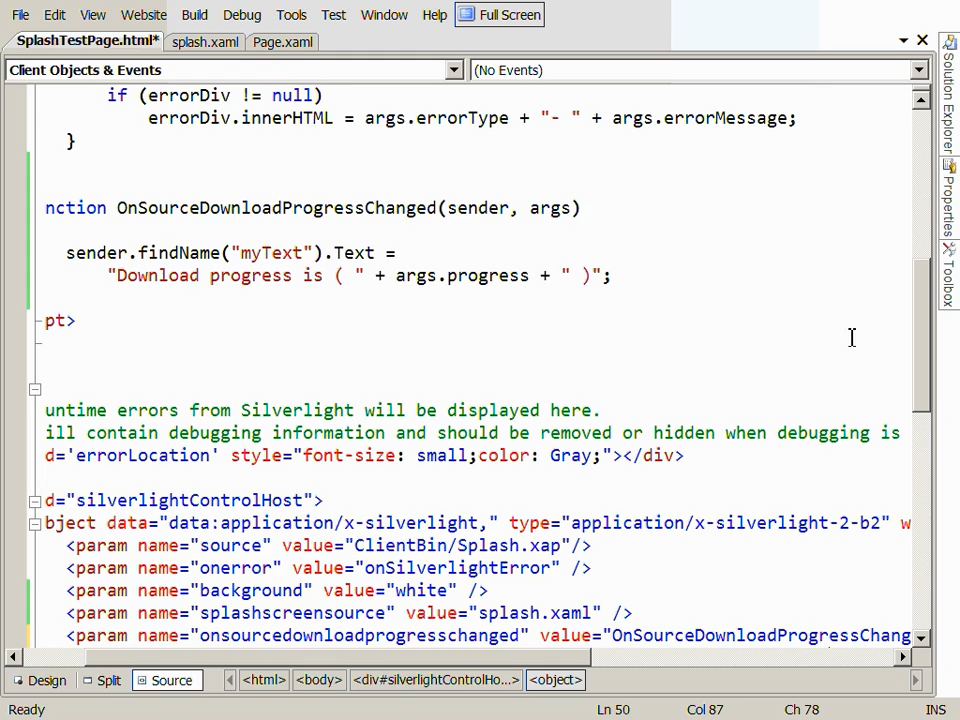 File Edit View Website Build Debug Tools Test Window Help Full Screen
SplashTestPage.html* splash.xaml Page.xaml
Client Objects & Events (No Events)
if (errorDiv != null)
errorDiv.innerHTML = args.errorType + "- " + args.errorMessage;
}
nction OnSourceDownloadProgressChanged(sender, args)
sender.findName("myText").Text =
"Download progress is ( " + args.progress + " )";
pt>
untime errors from Silverlight will be displayed here.
ill contain debugging information and should be removed or hidden when debugging is
d='errorLocation' style="font-size: small;color: Gray;"></div>
d="silverlightControlHost">
bject data="data:application/x-silverlight," type="application/x-silverlight-2-b2" w
<param name="source" value="ClientBin/Splash.xap"/>
<param name="onerror" value="onSilverlightError" />
<param name="background" value="white" />
<param name="splashscreensource" value="splash.xaml" />
<param name="onsourcedownloadprogresschanged" value="OnSourceDownloadProgressChang
Design Split Source <html> <body> <div#silverlightControlHo...> <object>
Ready Ln 50 Col 87 Ch 78 INS
Solution Explorer
Properties
Toolbox